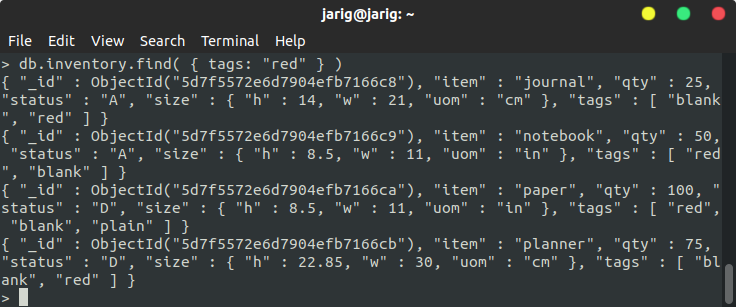 jarig@jarig: ~
File Edit View Search Terminal Help
> db.inventory.find( { tags: "red" } )
{ "_id" : ObjectId("5d7f5572e6d7904efb7166c8"), "item" : "journal", "qty" : 25,
"status" : "A", "size" : { "h" : 14, "w" : 21, "uom" : "cm" }, "tags" : [ "blank
", "red" ] }
{ "_id" : ObjectId("5d7f5572e6d7904efb7166c9"), "item" : "notebook", "qty" : 50,
 "status" : "A", "size" : { "h" : 8.5, "w" : 11, "uom" : "in" }, "tags" : [ "red
", "blank" ] }
{ "_id" : ObjectId("5d7f5572e6d7904efb7166ca"), "item" : "paper", "qty" : 100, "
status" : "D", "size" : { "h" : 8.5, "w" : 11, "uom" : "in" }, "tags" : [ "red",
 "blank", "plain" ] }
{ "_id" : ObjectId("5d7f5572e6d7904efb7166cb"), "item" : "planner", "qty" : 75,
"status" : "D", "size" : { "h" : 22.85, "w" : 30, "uom" : "cm" }, "tags" : [ "bl
ank", "red" ] }
>